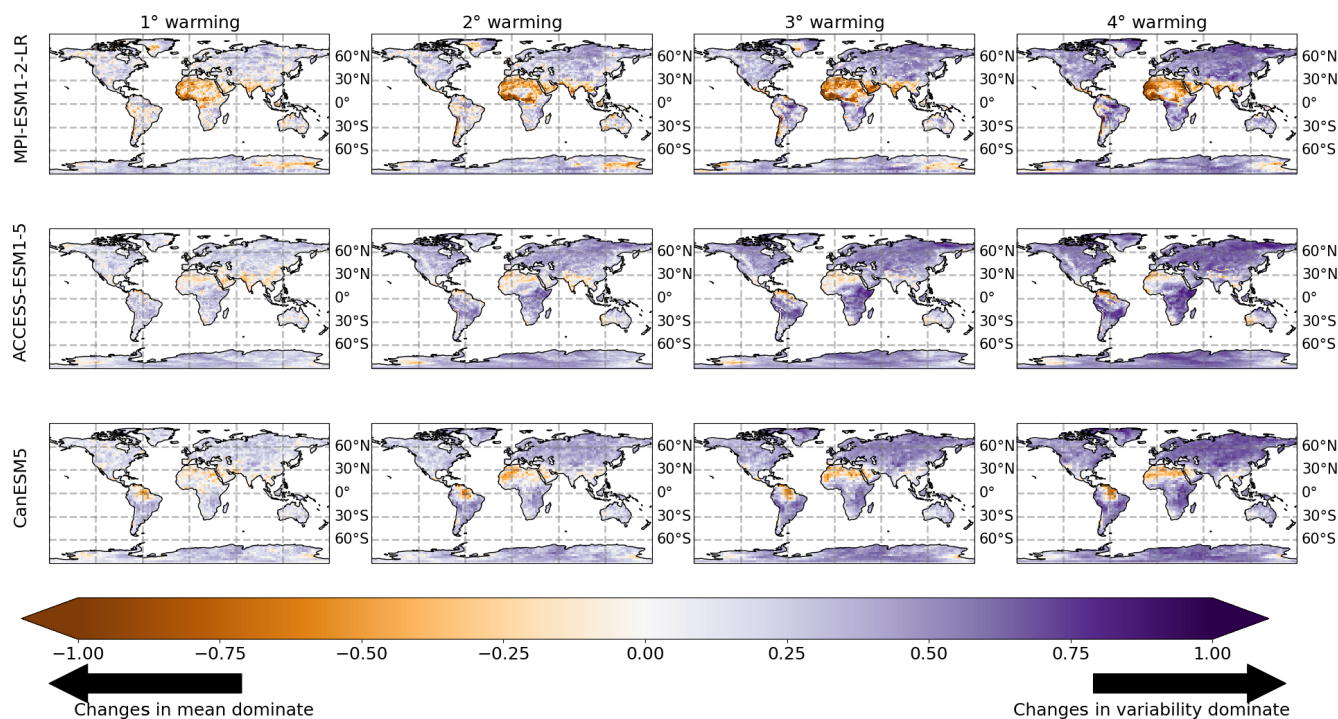 1° warming 2° warming 3° warming 4° warming
MPI-ESM1-2-LR
60°N 60°N 60°N 60°N
30°N 30°N 30°N 30°N
0° 0° 0° 0°
30°S 30°S 30°S 30°S
60°S 60°S 60°S 60°S
ACCESS-ESM1-5
60°N 60°N 60°N 60°N
30°N 30°N 30°N 30°N
0° 0° 0° 0°
30°S 30°S 30°S 30°S
60°S 60°S 60°S 60°S
CanESM5
60°N 60°N 60°N 60°N
30°N 30°N 30°N 30°N
0° 0° 0° 0°
30°S 30°S 30°S 30°S
60°S 60°S 60°S 60°S
−1.00 −0.75 −0.50 −0.25 0.00 0.25 0.50 0.75 1.00
Changes in mean dominate Changes in variability dominate